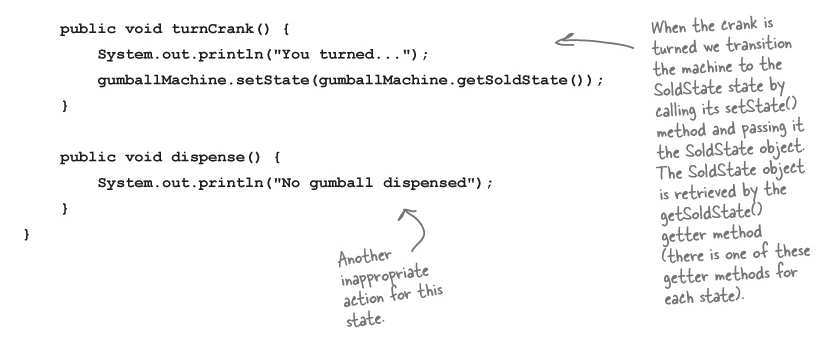 public void turnCrank() {
System.out.println("You turned...");
gumballMachine.setState(gumballMachine.getSoldState());
}
public void dispense() {
System.out.println("No gumball dispensed");
}
}
When the crank is
turned we transition
the machine to the
SoldState state by
calling its setState()
method and passing it
the SoldState object.
The SoldState object
is retrieved by the
getSoldState()
getter method
(there is one of these
getter methods for
each state).
Another
inappropriate
action for this
state.